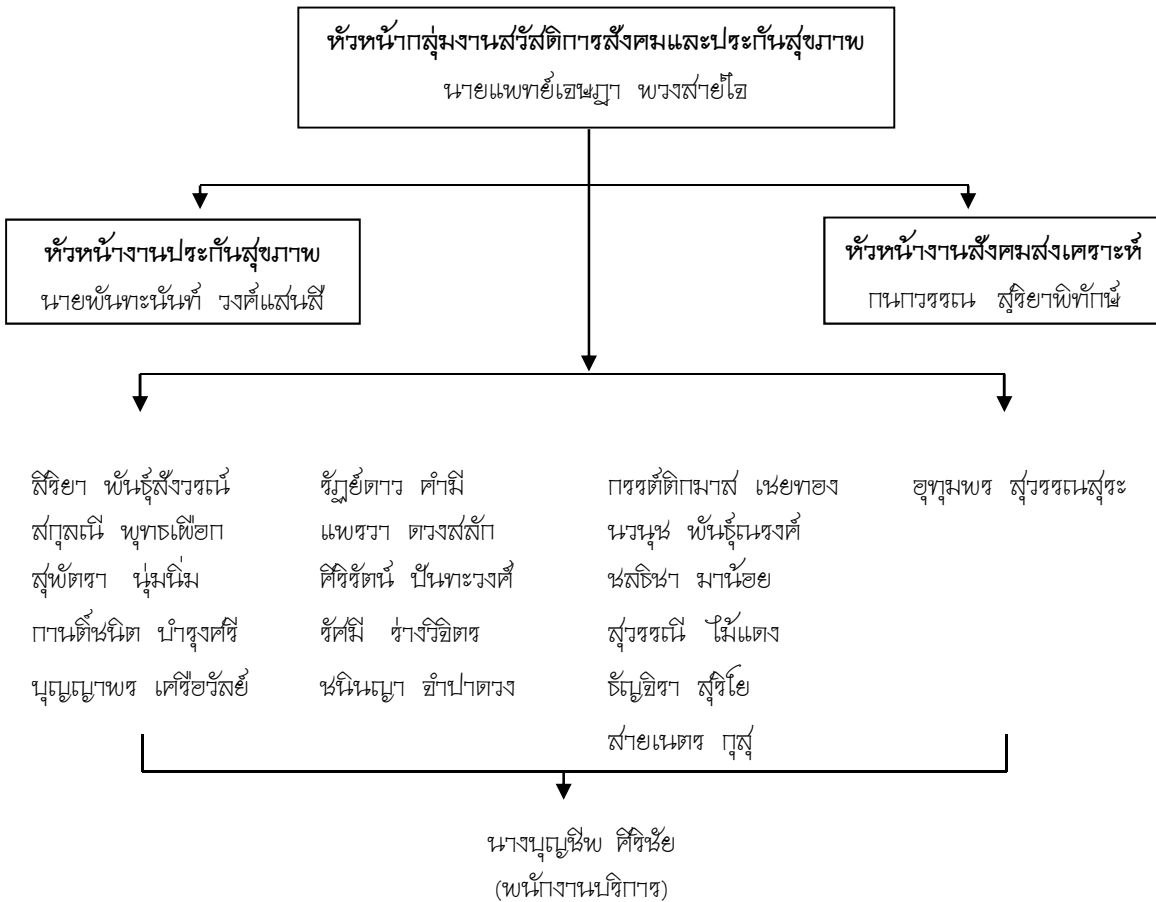 หัวหน้ากลุ่มงานสวัสดิการสังคมและประกันสุขภาพ
นายแพทย์เจษฎา พวงสายใจ
หัวหน้างานประกันสุขภาพ
นายพันทะนันท์ วงศ์แสนสี
หัวหน้างานสังคมสงเคราะห์
กนกวรรณ สุริยาพิทักษ์
สิริยา พันธุ์สังวรณ์
สกุลณี พุทธเผือก
สุพัตรา นุ่มนิ่ม
กานติ์ชนิต บำรุงศรี
บุญญาพร เครือวัลย์
รัฏย์ดาว คำมี
แพรวา ดวงสลัก
ศิริรัตน์ ปันทะวงศ์
รัศมี ร่างวิจิตร
ชนินญา จำปาดวง
กรรต์ติกมาส เชยทอง
นวนุช พันธุ์ณรงค์
ชลธิชา มาน้อย
สุวรรณี ไม้แดง
ธัญจิรา สุริโย
สายเนตร กุสุ
อุทุมพร สุวรรณสุระ
นางบุญชีพ ศิริชัย
(พนักงานบริการ)